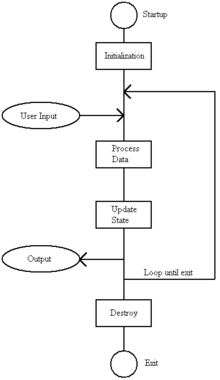 Startup
Initialization
User Input
Process
Data
Update
State
Output
Loop until exit
Destroy
Exit